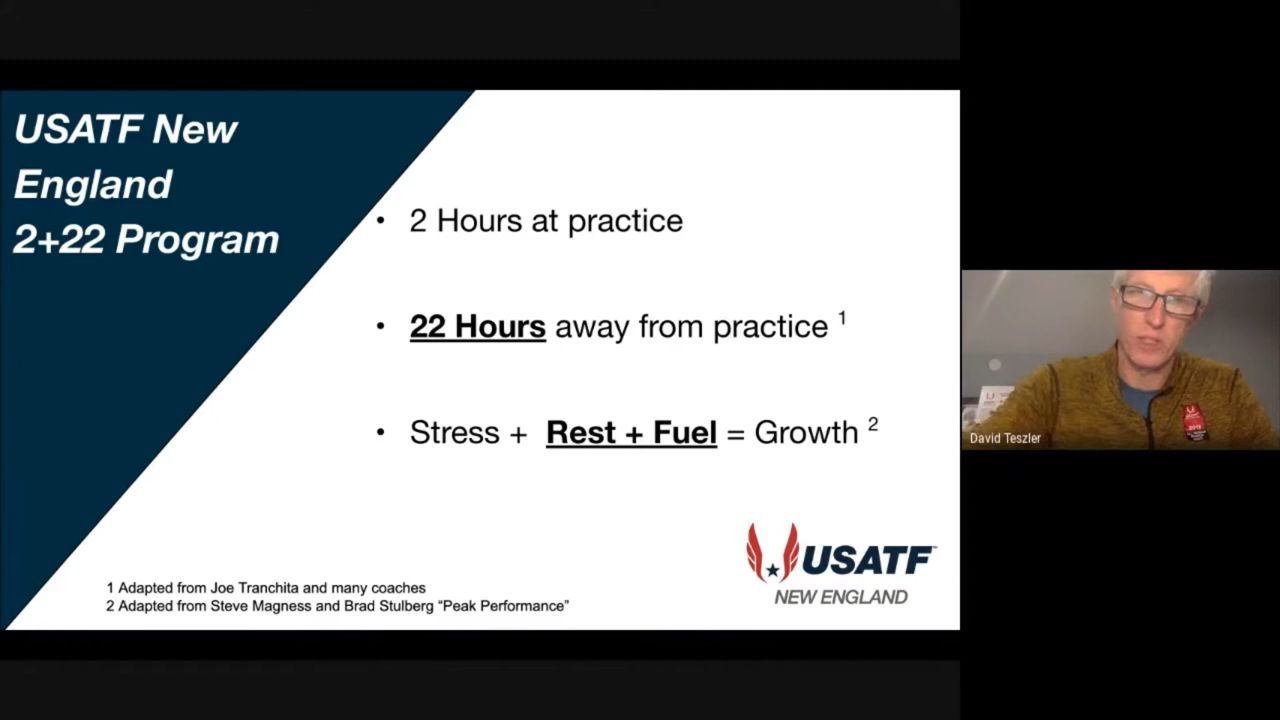 USATF New
England
2+22 Program
• 2 Hours at practice
• 22 Hours away from practice 1
• Stress + Rest + Fuel = Growth 2
1 Adapted from Joe Tranchita and many coaches
2 Adapted from Steve Magness and Brad Stulberg “Peak Performance”
USATF™
NEW ENGLAND
David Teszler